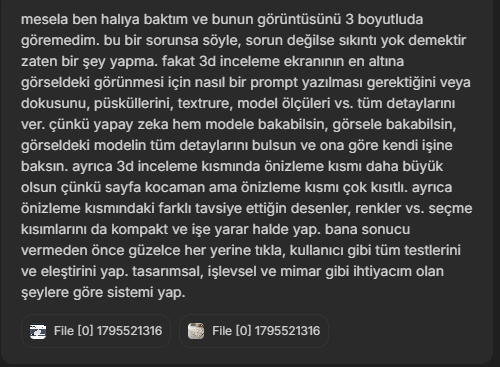 mesela ben halıya baktım ve bunun görüntüsünü 3 boyutluda
göremedim. bu bir sorunsa söyle, sorun değilse sıkıntı yok demektir
zaten bir şey yapma. fakat 3d inceleme ekranının en altına
görseldeki görünmesi için nasıl bir prompt yazılması gerektiğini veya
dokusunu, püsküllerini, textrure, model ölçüleri vs. tüm detaylarını
ver. çünkü yapay zeka hem modele bakabilsin, görsele bakabilsin,
görseldeki modelin tüm detaylarını bulsun ve ona göre kendi işine
baksın. ayrıca 3d inceleme kısmında önizleme kısmı daha büyük
olsun çünkü sayfa kocaman ama önizleme kısmı çok kısıtlı. ayrıca
önizleme kısmındaki farklı tavsiye ettiğin desenler, renkler vs. seçme
kısımlarını da kompakt ve işe yarar halde yap. bana sonucu
vermeden önce güzelce her yerine tıkla, kullanıcı gibi tüm testlerini
ve eleştirini yap. tasarımsal, işlevsel ve mimar gibi ihtiyacım olan
şeylere göre sistemi yap.
File [0] 1795521316 File [0] 1795521316